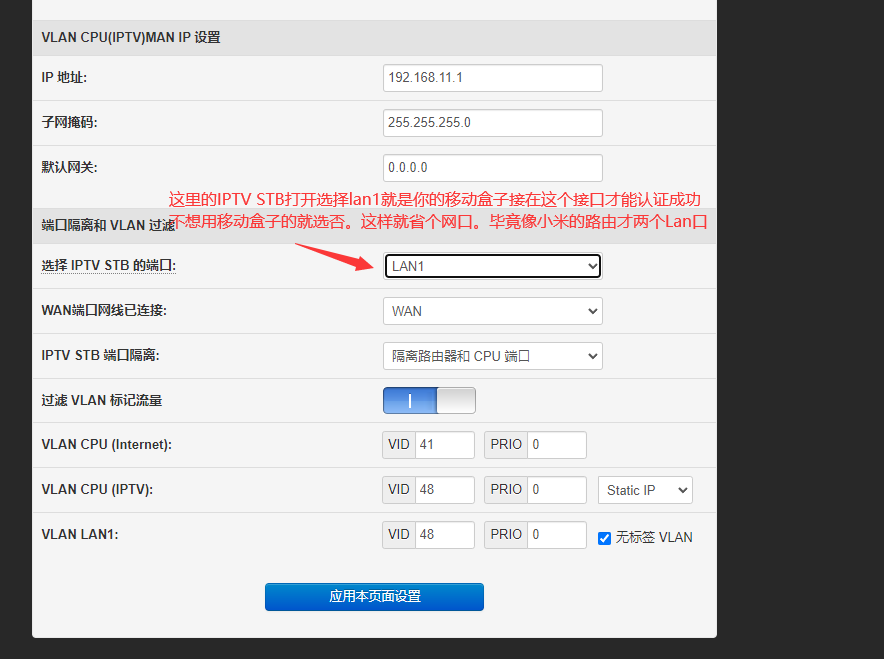 VLAN CPU(IPTV)MAN IP 设置
IP 地址: 192.168.11.1
子网掩码: 255.255.255.0
默认网关: 0.0.0.0
这里的IPTV STB打开选择lan1就是你的移动盒子接在这个接口才能认证成功
不想用移动盒子的就选否。这样就省个网口。毕竟像小米的路由才两个Lan口
端口隔离和 VLAN 过滤
选择 IPTV STB 的端口: LAN1
WAN端口网线已连接: WAN
IPTV STB 端口隔离: 隔离路由器和 CPU 端口
过滤 VLAN 标记流量
VLAN CPU (Internet): VID 41 PRIO 0
VLAN CPU (IPTV): VID 48 PRIO 0 Static IP
VLAN LAN1: VID 48 PRIO 0 无标签 VLAN
应用本页面设置